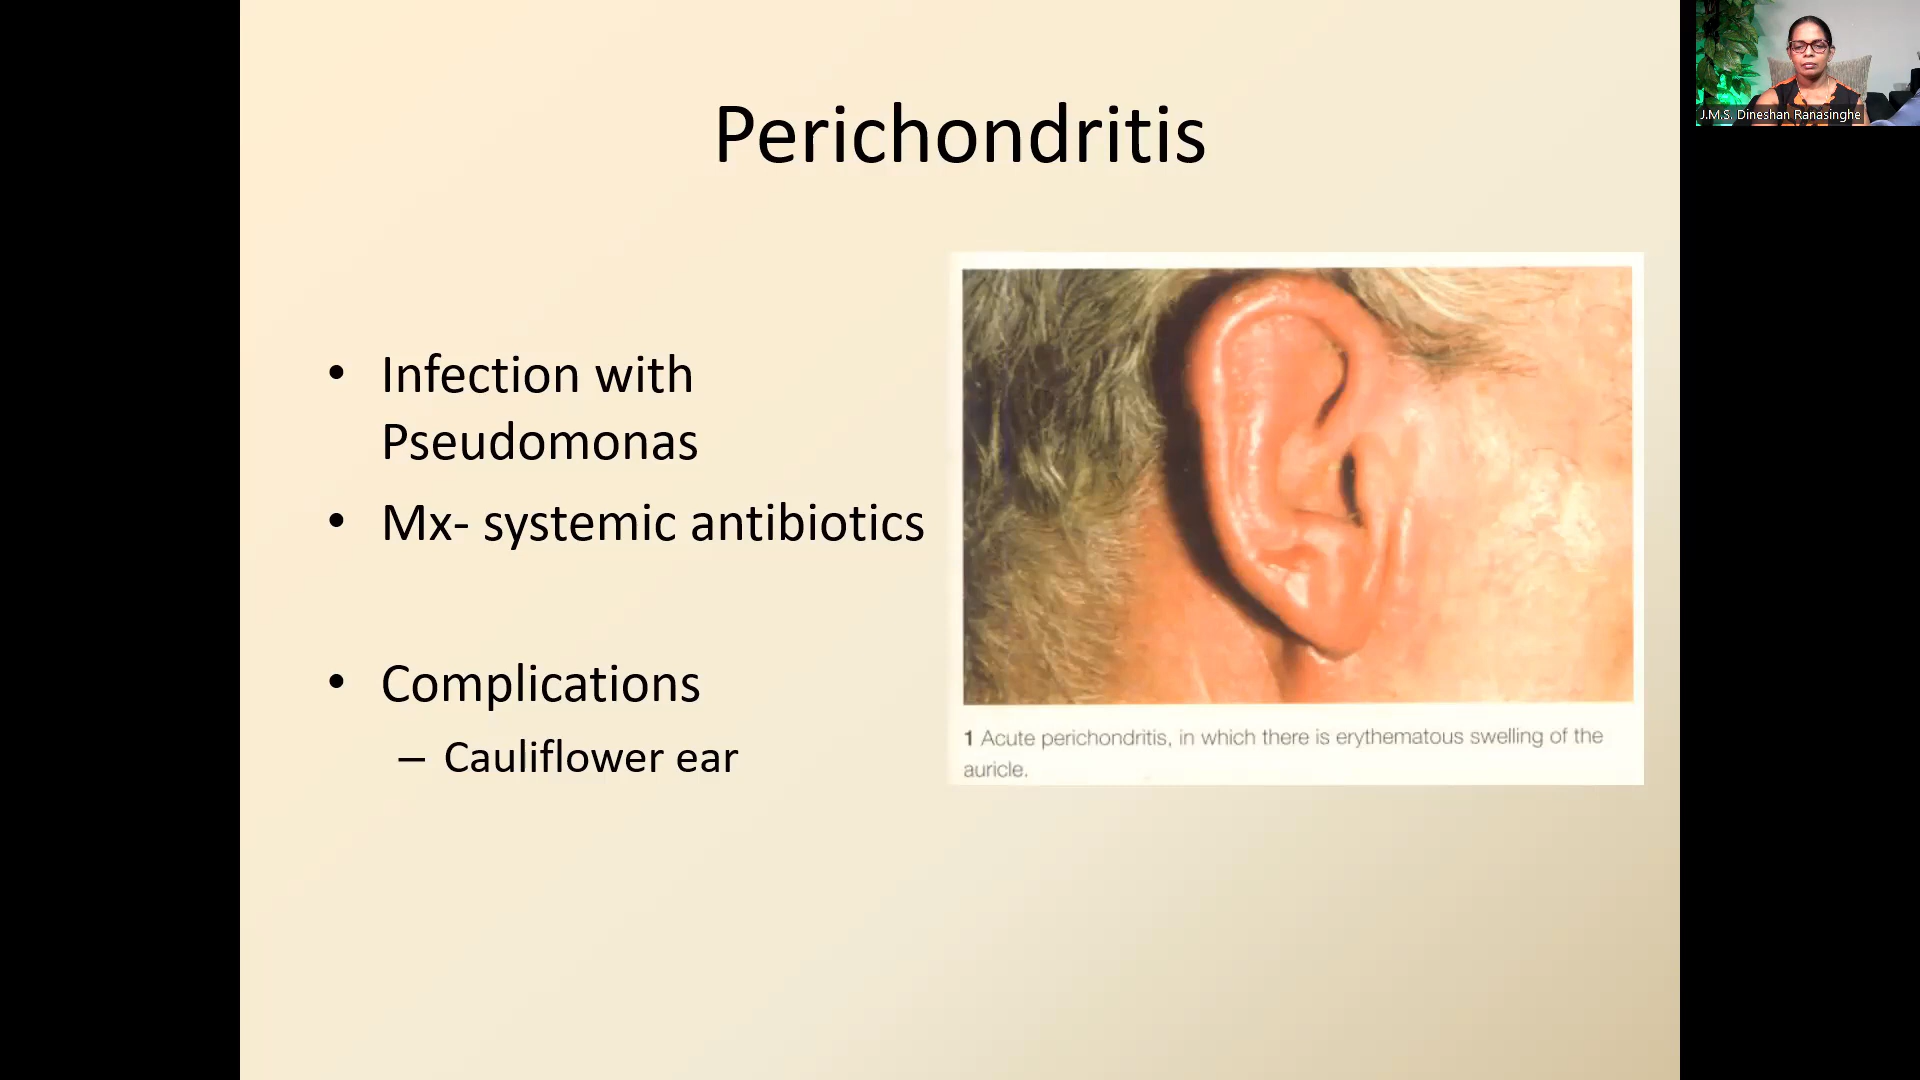 Perichondritis
• Infection with
Pseudomonas
• Mx- systemic antibiotics
• Complications
– Cauliflower ear
1 Acute perichondritis, in which there is erythematous swelling of the
auricle.
J.M.S. Dineshan Ranasinghe